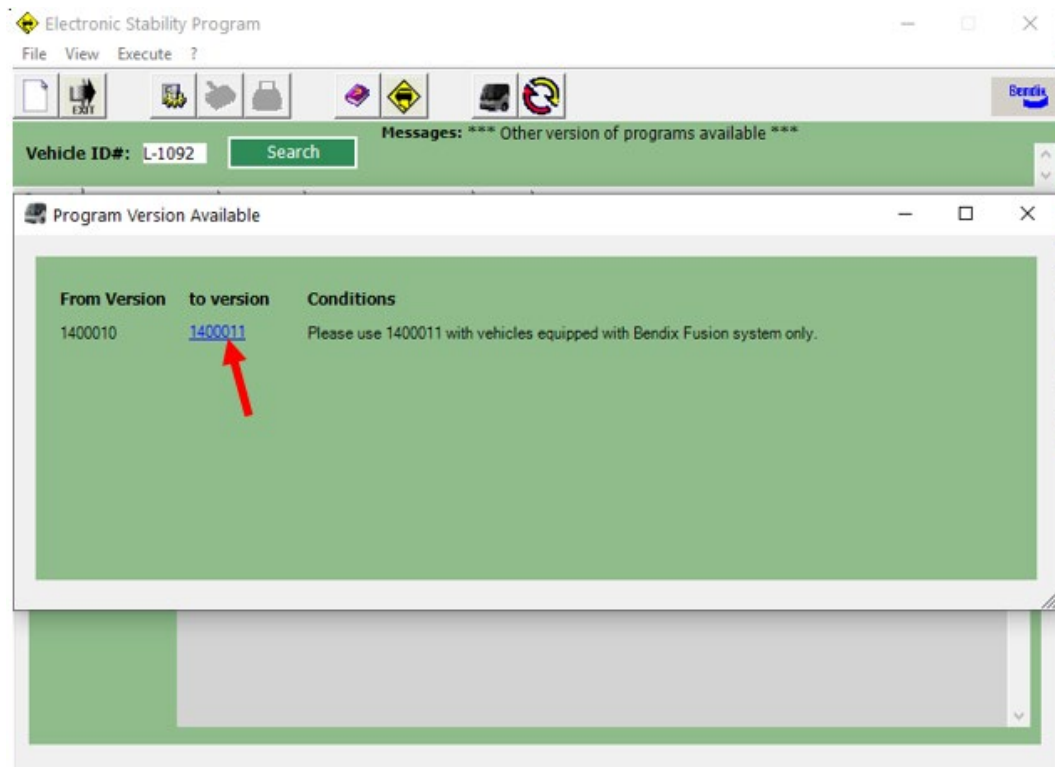 Electronic Stability Program
File View Execute ?
EXIT
Bendix
Messages: *** Other version of programs available ***
Vehicle ID#: L-1092 Search
Program Version Available
From Version to version Conditions
1400010 1400011 Please use 1400011 with vehicles equipped with Bendix Fusion system only.